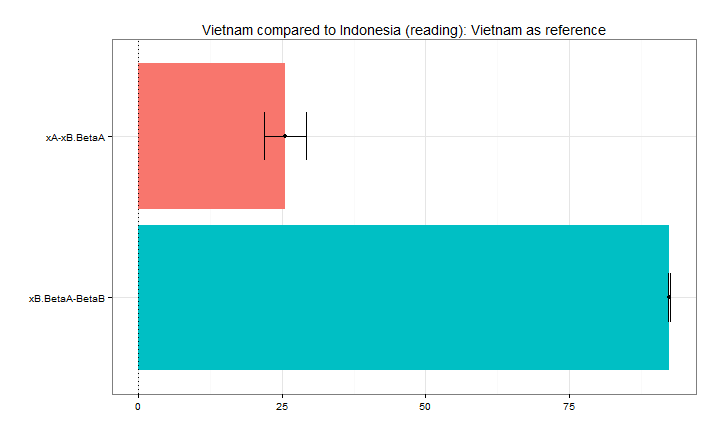 Vietnam compared to Indonesia (reading): Vietnam as reference
xA-xB.BetaA
xB.BetaA-BetaB
0
25
50
75